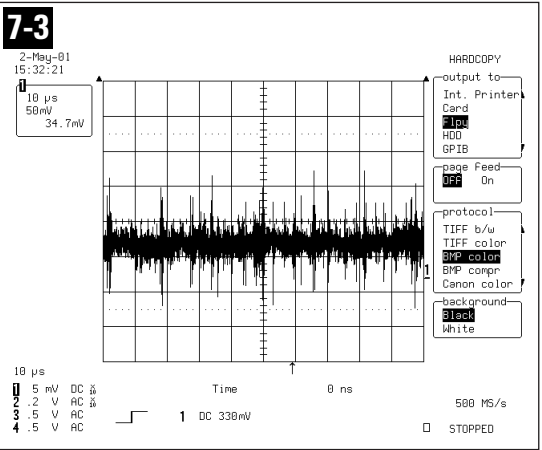 7-3
2-May-01
15:32:21
1
10 µs
50mV
34.7mV
HARDCOPY
output to
Int. Printer
Card
Flpy
HDD
GPIB
page Feed
Off On
protocol
TIFF b/w
TIFF color
BMP color
BMP compr
Canon color
background
Black
White
1
10 µs
1 5 mV DC X10
2 .2 V AC X10
3 .5 V AC
4 .5 V AC
Time 0 ns
1 DC 330mV
500 MS/s
STOPPED